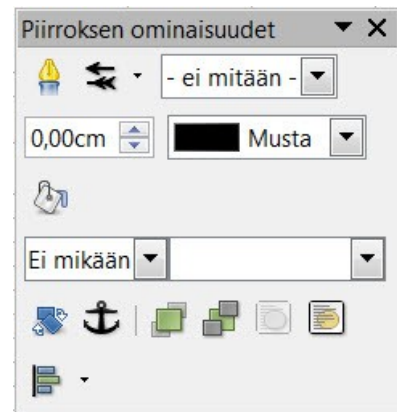 Piirroksen ominaisuudet
- ei mitään -
0,00cm Musta
Ei mikään